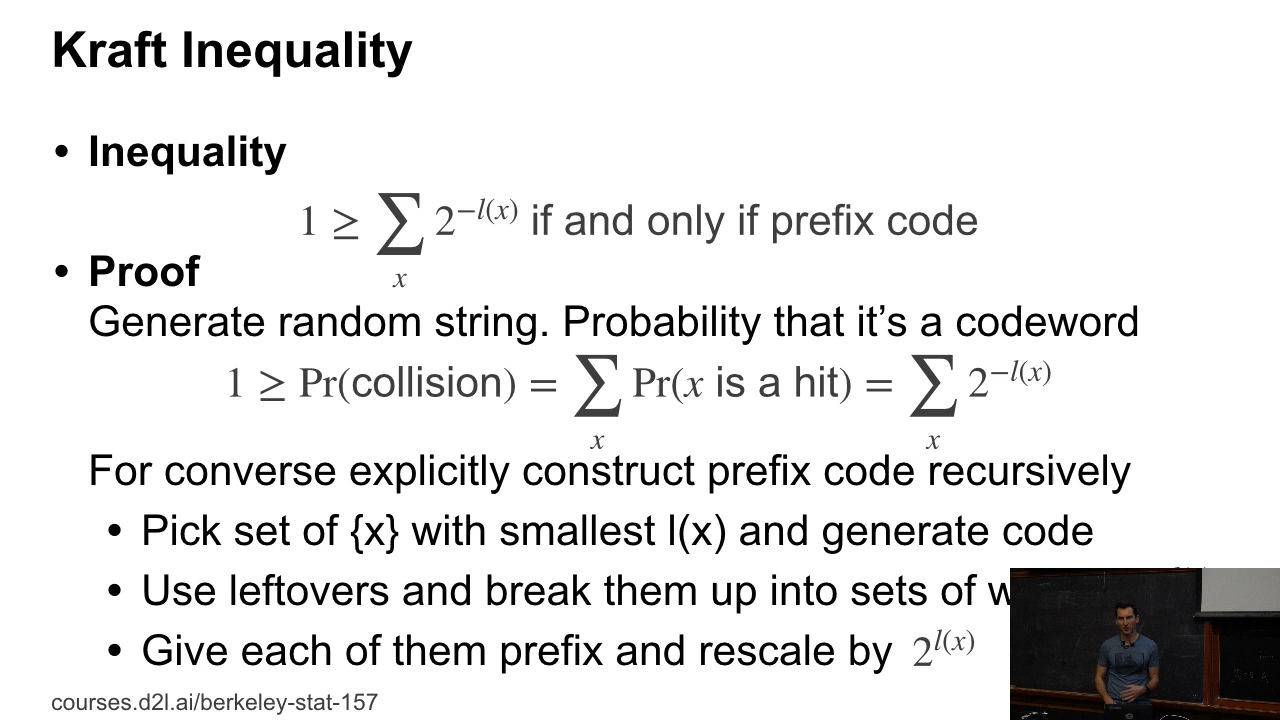 Kraft Inequality
• Inequality
1 ≥ ∑ₓ 2^{−l(x)} if and only if prefix code
• Proof
Generate random string. Probability that it’s a codeword
1 ≥ Pr(collision) = ∑ₓ Pr(x is a hit) = ∑ₓ 2^{−l(x)}
For converse explicitly construct prefix code recursively
• Pick set of {x} with smallest l(x) and generate code
• Use leftovers and break them up into sets of
• Give each of them prefix and rescale by 2^{l(x)}
courses.d2l.ai/berkeley-stat-157